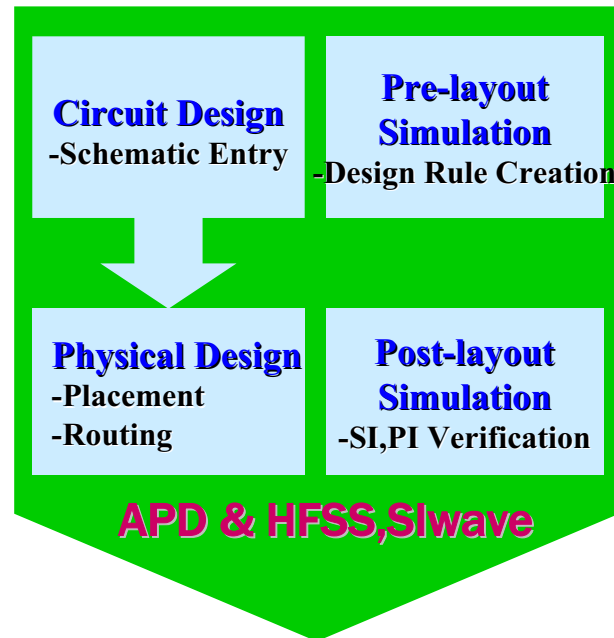 Circuit Design
-Schematic Entry
Pre-layout
Simulation
-Design Rule Creation
Physical Design
-Placement
-Routing
Post-layout
Simulation
-SI,PI Verification
APD & HFSS,SIwave